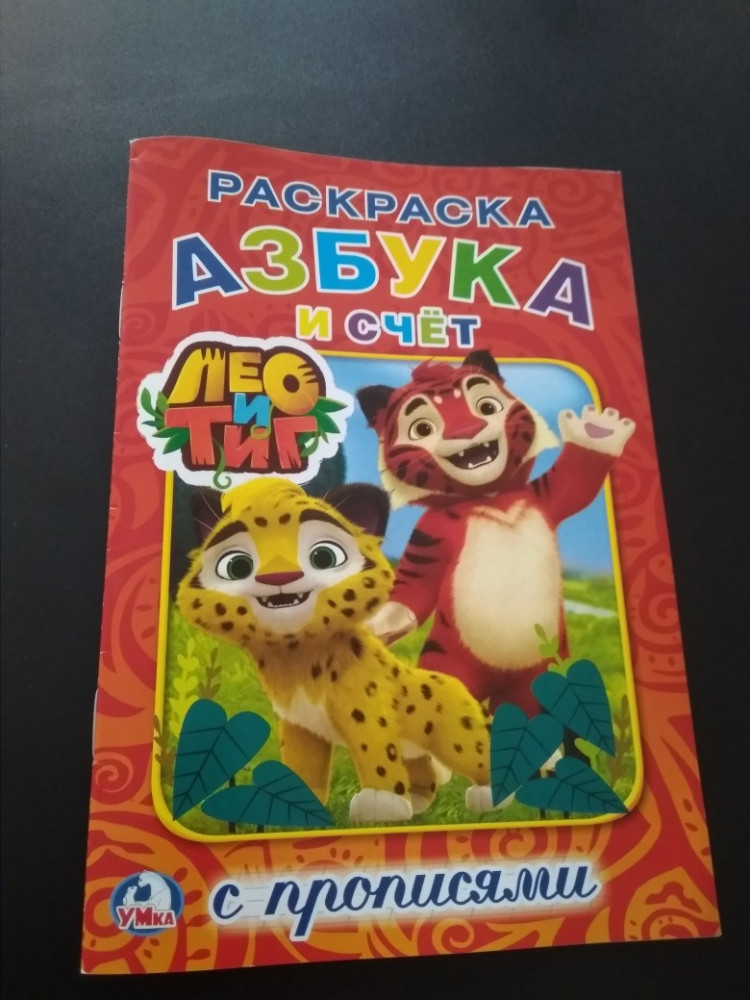 РАСКРАСКА
АЗБУКА
И СЧЁТ
ЛЕО
И
ТИГ
с прописями
УМКА